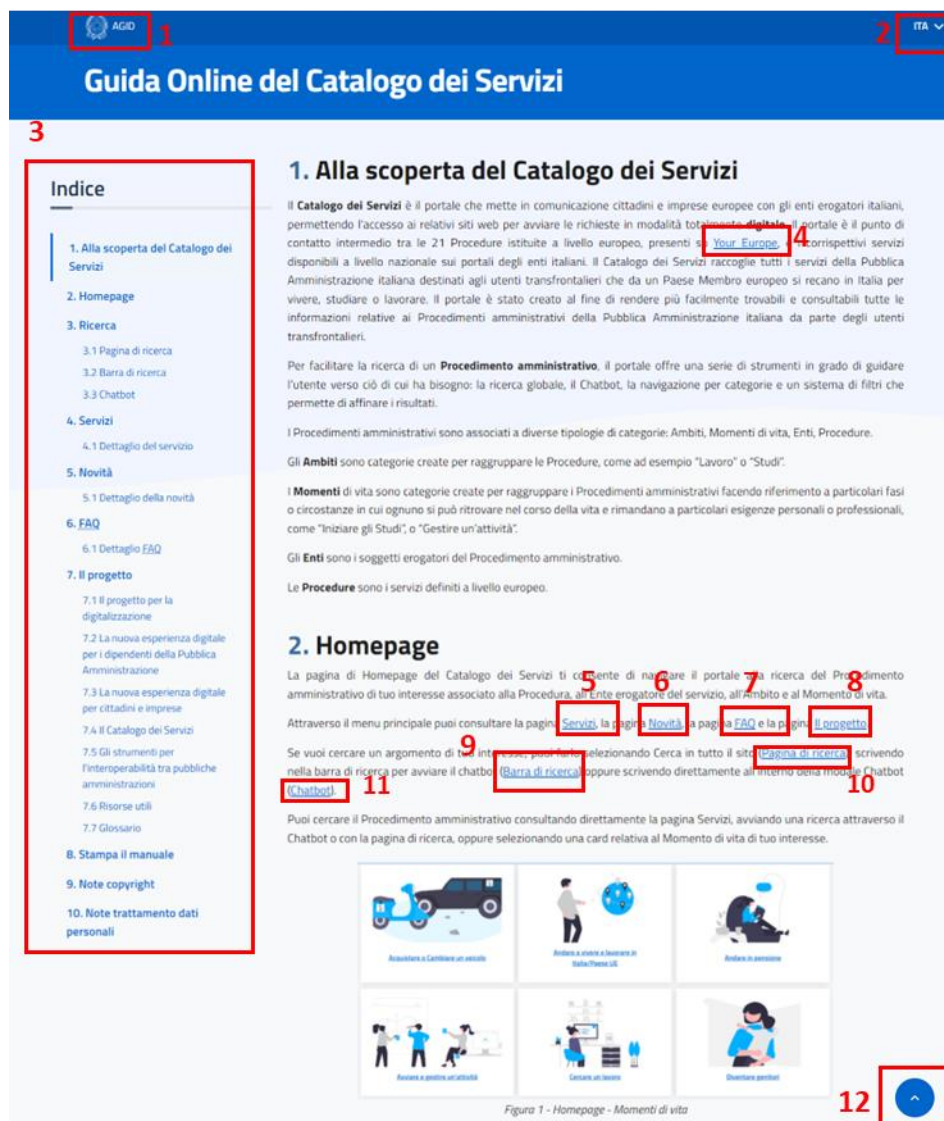 AGID
1
2
ITA
Guida Online del Catalogo dei Servizi
3
Indice
1. Alla scoperta del Catalogo dei
Servizi
2. Homepage
3. Ricerca
3.1 Pagina di ricerca
3.2 Barra di ricerca
3.3 Chatbot
4. Servizi
4.1 Dettaglio del servizio
5. Novità
5.1 Dettaglio della novità
6. FAQ
6.1 Dettaglio FAQ
7. Il progetto
7.1 Il progetto per la
digitalizzazione
7.2 La nuova esperienza digitale
per i dipendenti della Pubblica
Amministrazione
7.3 La nuova esperienza digitale
per cittadini e imprese
7.4 Il Catalogo dei Servizi
7.5 Gli strumenti per
l'interoperabilità tra pubbliche
amministrazioni
7.6 Risorse utili
7.7 Glossario
8. Stampa il manuale
9. Note copyright
10. Note trattamento dati
personali
1. Alla scoperta del Catalogo dei Servizi
Il Catalogo dei Servizi è il portale che mette in comunicazione cittadini e imprese europee con gli enti erogatori italiani,
permettendo l'accesso ai relativi siti web per avviare le richieste in modalità totalmente digitale. Il portale è il punto di
contatto intermedio tra le 21 Procedure istituite a livello europeo, presenti su Your Europe, 4 corrispettivi servizi
disponibili a livello nazionale sui portali degli enti italiani. Il Catalogo dei Servizi raccoglie tutti i servizi della Pubblica
Amministrazione italiana destinati agli utenti transfrontalieri che da un Paese Membro europeo si recano in Italia per
vivere, studiare o lavorare. Il portale è stato creato al fine di rendere più facilmente trovabili e consultabili tutte le
informazioni relative ai Procedimenti amministrativi della Pubblica Amministrazione italiana da parte degli utenti
transfrontalieri.
Per facilitare la ricerca di un Procedimento amministrativo, il portale offre una serie di strumenti in grado di guidare
l'utente verso ciò di cui ha bisogno: la ricerca globale, il Chatbot, la navigazione per categorie e un sistema di filtri che
permette di affinare i risultati.
I Procedimenti amministrativi sono associati a diverse tipologie di categorie: Ambiti, Momenti di vita, Enti, Procedure.
Gli Ambiti sono categorie create per raggruppare le Procedure, come ad esempio "Lavoro" o "Studi".
I Momenti di vita sono categorie create per raggruppare i Procedimenti amministrativi facendo riferimento a particolari fasi
o circostanze in cui ognuno si può ritrovare nel corso della vita e rimandano a particolari esigenze personali o professionali,
come "Iniziare gli Studi", o "Gestire un'attività".
Gli Enti sono i soggetti erogatori del Procedimento amministrativo.
Le Procedure sono i servizi definiti a livello europeo.
2. Homepage
La pagina di Homepage del Catalogo dei Servizi ti consente di navigare il portale alla ricerca del Procedimento
amministrativo di tuo interesse associato alla Procedura, all'Ente erogatore del servizio, all'Ambito e al Momento di vita.
5 6 7 8
Attraverso il menu principale puoi consultare la pagina Servizi, la pagina Novità, la pagina FAQ e la pagina Il progetto
9
Se vuoi cercare un argomento di tuo interesse, puoi farlo selezionando Cerca in tutto il sito (Pagina di ricerca) scrivendo
nella barra di ricerca per avviare il chatbot (Barra di ricerca) oppure scrivendo direttamente all'interno della modale Chatbot
(Chatbot).
11 10
Puoi cercare il Procedimento amministrativo consultando direttamente la pagina Servizi, avviando una ricerca attraverso il
Chatbot o con la pagina di ricerca, oppure selezionando una card relativa al Momento di vita di tuo interesse.
Acquistare o Cambiare un veicolo
Andare a vivere e lavorare in
Italia/Paese UE
Andare in pensione
Avviare e gestire un'attività
Cercare un lavoro
Diventare genitori
Figura 1 - Homepage - Momenti di vita
12